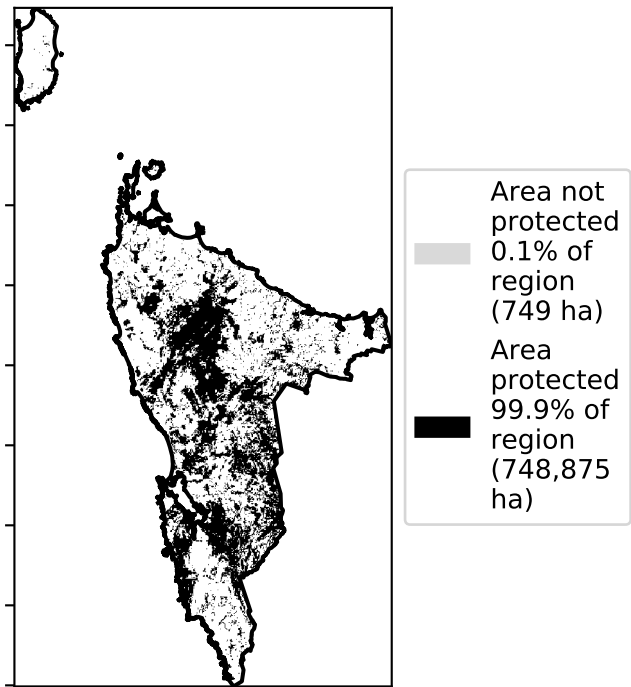 Area not
protected
0.1% of
region
(749 ha)
Area
protected
99.9% of
region
(748,875
ha)